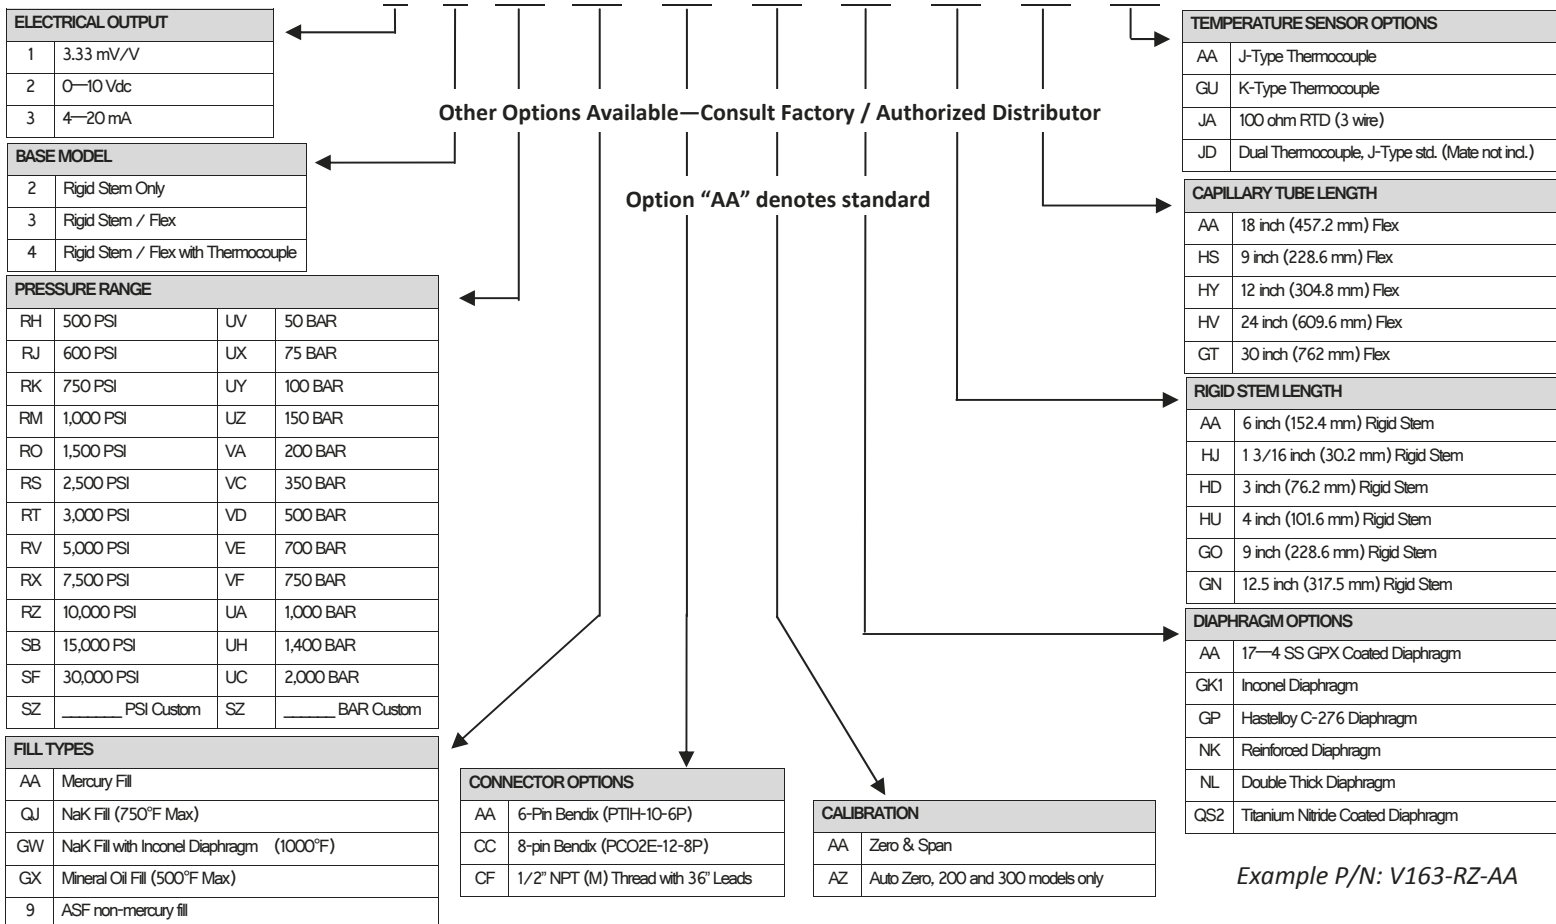 ELECTRICAL OUTPUT
1 3.33 mV/V
2 0—10 Vdc
3 4—20 mA
BASE MODEL
2 Rigid Stem Only
3 Rigid Stem / Flex
4 Rigid Stem / Flex with Thermocouple
PRESSURE RANGE
RH 500 PSI UV 50 BAR
RJ 600 PSI UX 75 BAR
RK 750 PSI UY 100 BAR
RM 1,000 PSI UZ 150 BAR
RO 1,500 PSI VA 200 BAR
RS 2,500 PSI VC 350 BAR
RT 3,000 PSI VD 500 BAR
RV 5,000 PSI VE 700 BAR
RX 7,500 PSI VF 750 BAR
RZ 10,000 PSI UA 1,000 BAR
SB 15,000 PSI UH 1,400 BAR
SF 30,000 PSI UC 2,000 BAR
SZ _______ PSI Custom SZ ______ BAR Custom
FILL TYPES
AA Mercury Fill
QJ NaK Fill (750°F Max)
GW NaK Fill with Inconel Diaphragm (1000°F)
GX Mineral Oil Fill (500°F Max)
9 ASF non-mercury fill
Other Options Available—Consult Factory / Authorized Distributor
Option “AA” denotes standard
CONNECTOR OPTIONS
AA 6-Pin Bendix (PTIH-10-6P)
CC 8-pin Bendix (PCO2E-12-8P)
CF 1/2” NPT (M) Thread with 36” Leads
CALIBRATION
AA Zero & Span
AZ Auto Zero, 200 and 300 models only
TEMPERATURE SENSOR OPTIONS
AA J-Type Thermocouple
GU K-Type Thermocouple
JA 100 ohm RTD (3 wire)
JD Dual Thermocouple, J-Type std. (Mate not incl.)
CAPILLARY TUBE LENGTH
AA 18 inch (457.2 mm) Flex
HS 9 inch (228.6 mm) Flex
HY 12 inch (304.8 mm) Flex
HV 24 inch (609.6 mm) Flex
GT 30 inch (762 mm) Flex
RIGID STEM LENGTH
AA 6 inch (152.4 mm) Rigid Stem
HJ 1 3/16 inch (30.2 mm) Rigid Stem
HD 3 inch (76.2 mm) Rigid Stem
HU 4 inch (101.6 mm) Rigid Stem
GO 9 inch (228.6 mm) Rigid Stem
GN 12.5 inch (317.5 mm) Rigid Stem
DIAPHRAGM OPTIONS
AA 17—4 SS GPX Coated Diaphragm
GK1 Inconel Diaphragm
GP Hastelloy C-276 Diaphragm
NK Reinforced Diaphragm
NL Double Thick Diaphragm
QS2 Titanium Nitride Coated Diaphragm
Example P/N: V163-RZ-AA